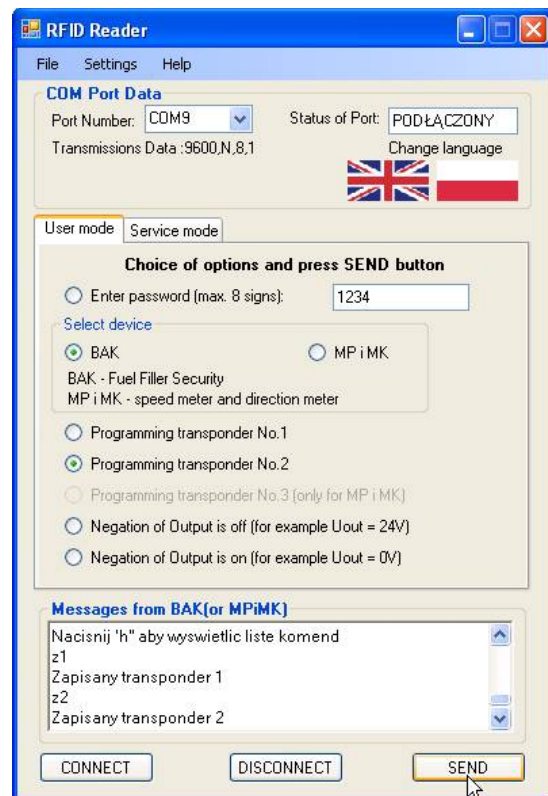 RFID Reader
File Settings Help
COM Port Data
Port Number: COM9 Status of Port: PODŁĄCZONY
Transmissions Data :9600,N,8,1 Change language
User mode Service mode
Choice of options and press SEND button
Enter password (max. 8 signs): 1234
Select device
BAK MP i MK
BAK - Fuel Filler Security
MP i MK - speed meter and direction meter
Programming transponder No.1
Programming transponder No.2
Programming transponder No.3 (only for MP i MK)
Negation of Output is off (for example Uout = 24V)
Negation of Output is on (for example Uout = 0V)
Messages from BAK(or MPiMK)
Nacisnij 'h'' aby wyswietlic liste komend
z1
Zapisany transponder 1
z2
Zapisany transponder 2
CONNECT DISCONNECT SEND